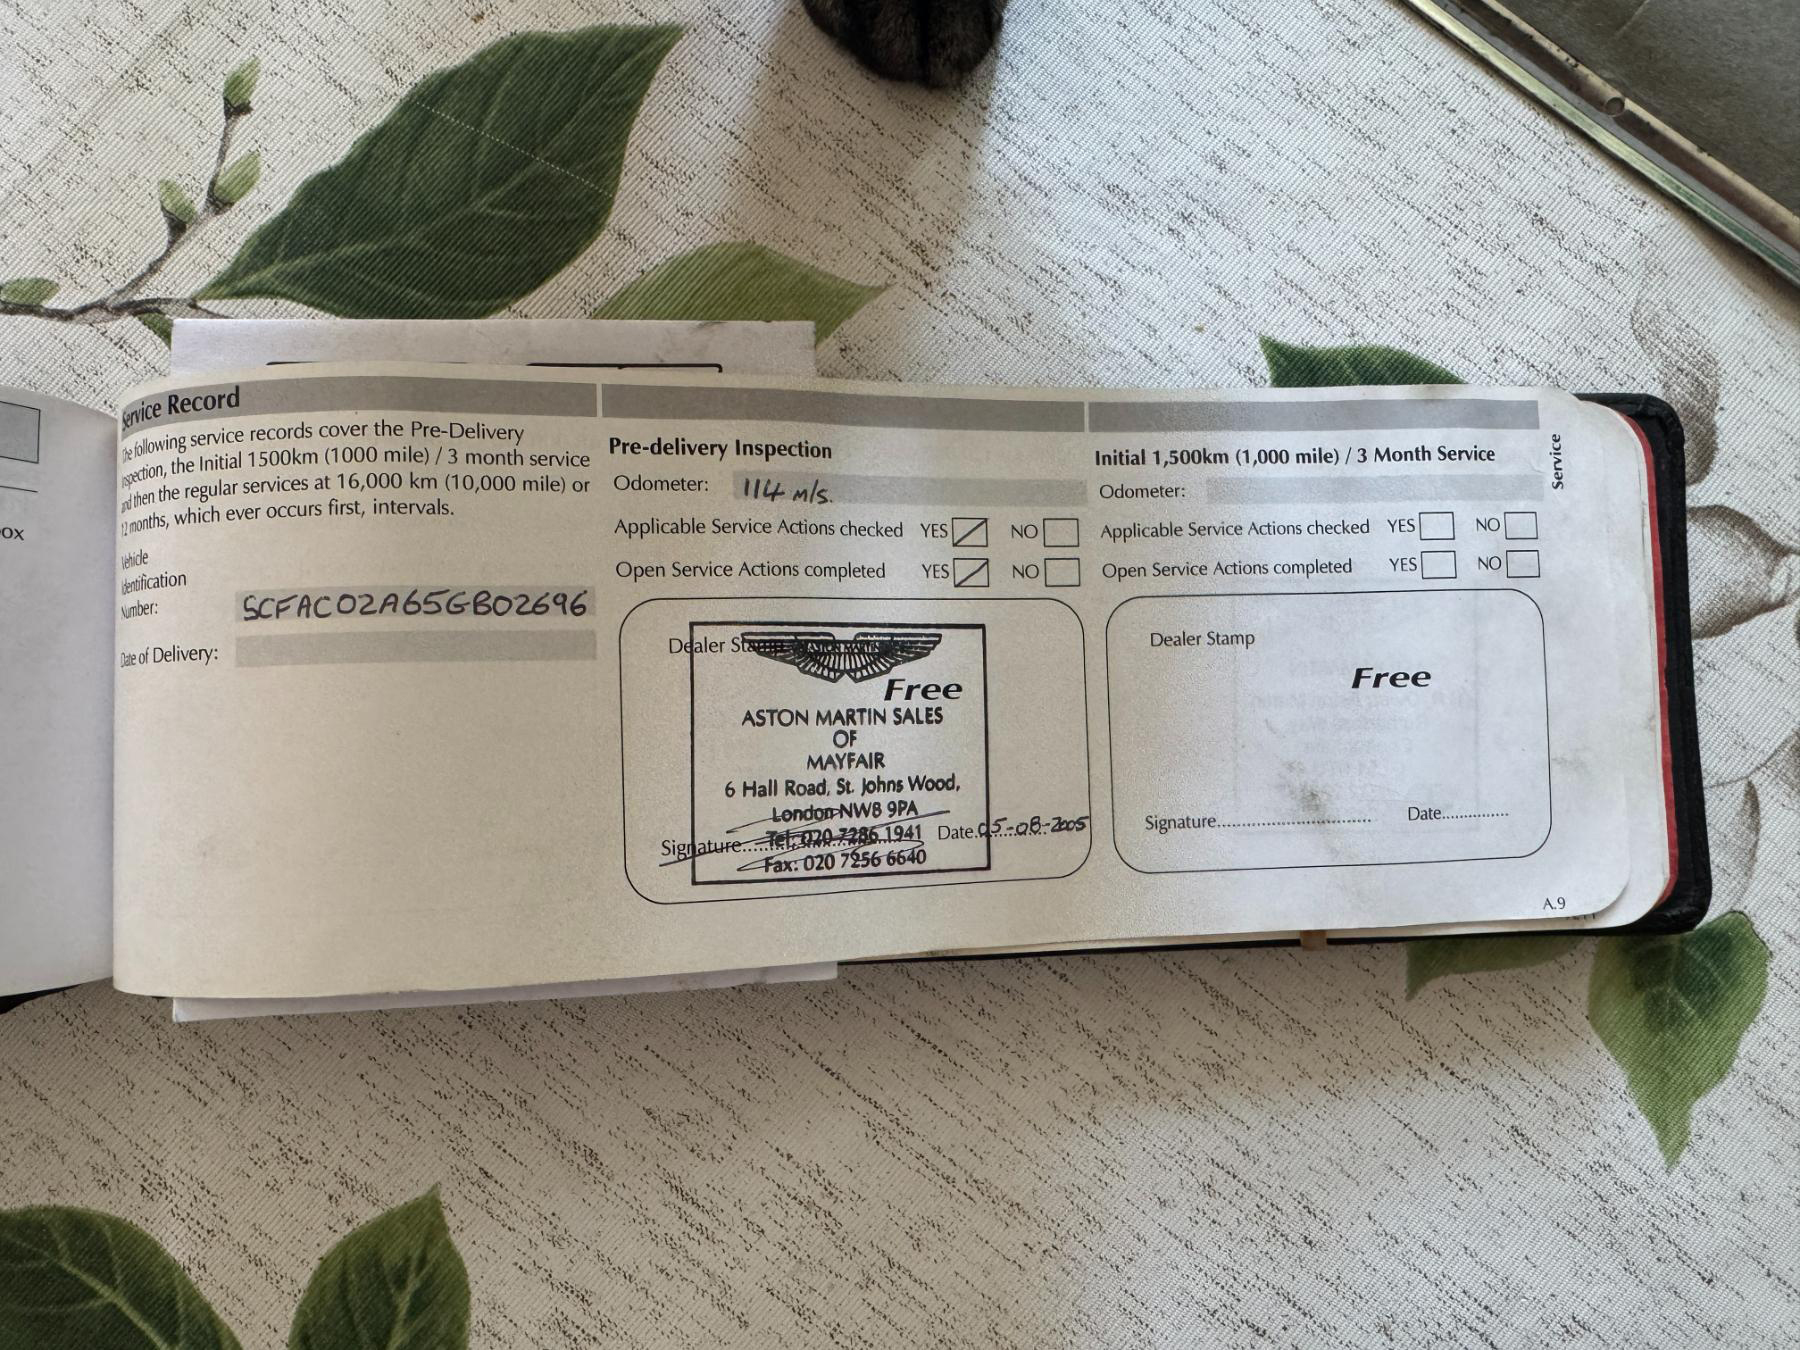 ox
Service Record
The following service records cover the Pre-Delivery
Inspection, the Initial 1500km (1000 mile) / 3 month service
and then the regular services at 16,000 km (10,000 mile) or
12 months, which ever occurs first, intervals.
Vehicle
Identification
Number: SCFAC02A65GB02696
Date of Delivery:
Pre-delivery Inspection
Odometer: 114 m/s.
Applicable Service Actions checked YES NO
Open Service Actions completed YES NO
Dealer Stamp
ASTON MARTIN
Free
ASTON MARTIN SALES
OF
MAYFAIR
6 Hall Road, St. Johns Wood,
London NW8 9PA
Tel: 020 7286 1941
Signature........ Date.05-08-2005
Fax: 020 7256 6640
Initial 1,500km (1,000 mile) / 3 Month Service
Odometer:
Applicable Service Actions checked YES NO
Open Service Actions completed YES NO
Dealer Stamp
Free
Signature.................................... Date...............
Service
A.9